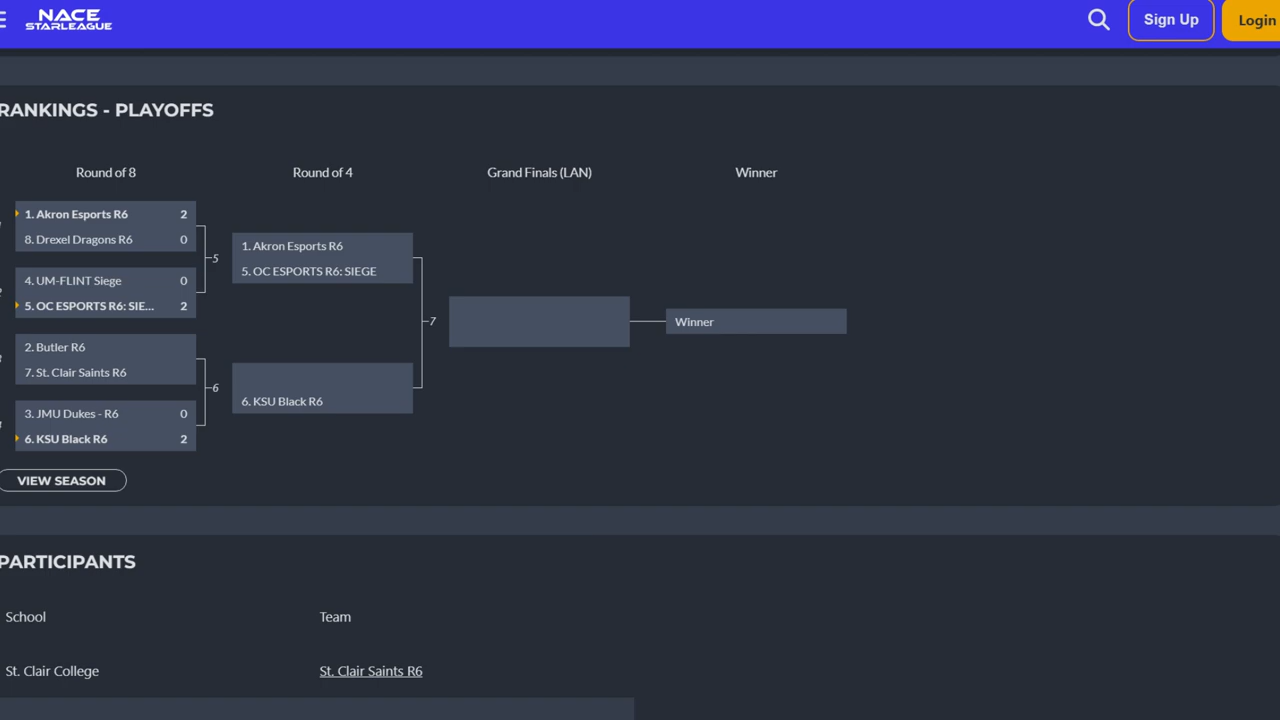 NACE
STARLEAGUE
Sign Up
Login
RANKINGS - PLAYOFFS
Round of 8
Round of 4
Grand Finals (LAN)
Winner
1. Akron Esports R6 2
8. Drexel Dragons R6 0
4. UM-FLINT Siege 0
5. OC ESPORTS R6: SIE... 2
5
2. Butler R6
7. St. Clair Saints R6
3. JMU Dukes - R6 0
6. KSU Black R6 2
6
1. Akron Esports R6
5. OC ESPORTS R6: SIEGE
6. KSU Black R6
7
Winner
VIEW SEASON
PARTICIPANTS
School Team
St. Clair College St. Clair Saints R6